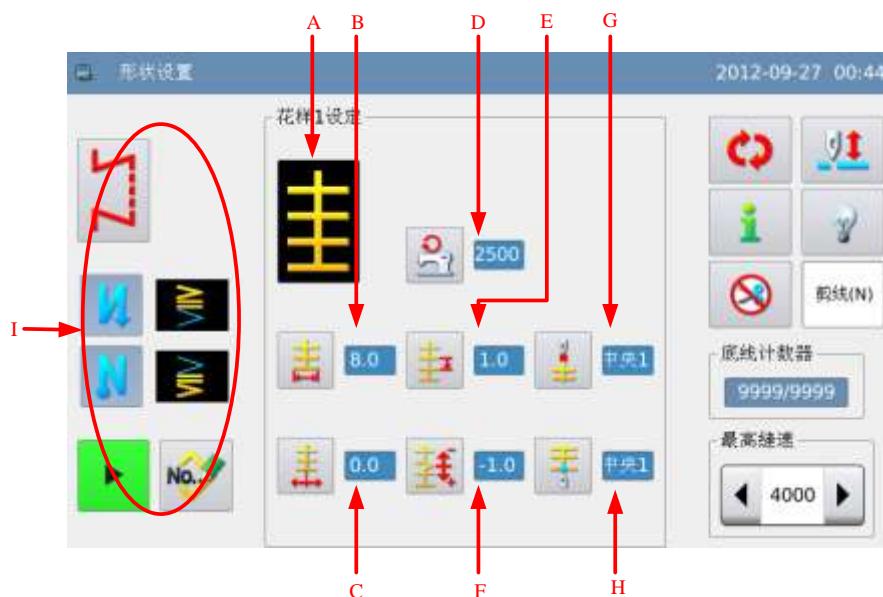 A B D E G
形状设置 2012-09-27 00:44
花样1设定
2500
剪线(N)
I
8.0 1.0 中央1
底线计数器
9999/9999
最高缝速
No.
0.0 -1.0 中央1
4000
C F H